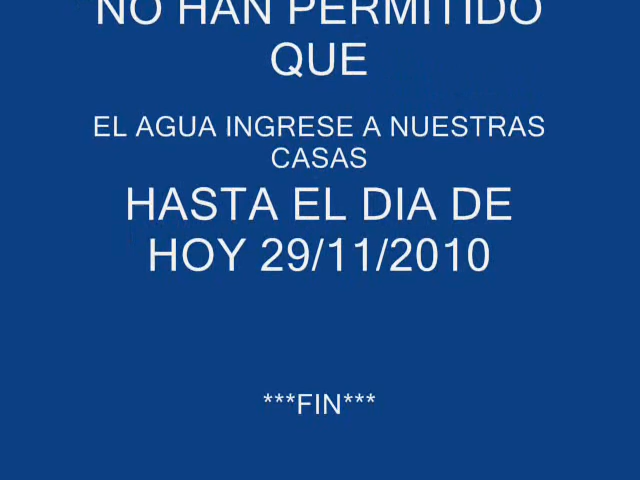 NO HAN PERMITIDO
QUE
EL AGUA INGRESE A NUESTRAS
CASAS
HASTA EL DIA DE
HOY 29/11/2010
***FIN***